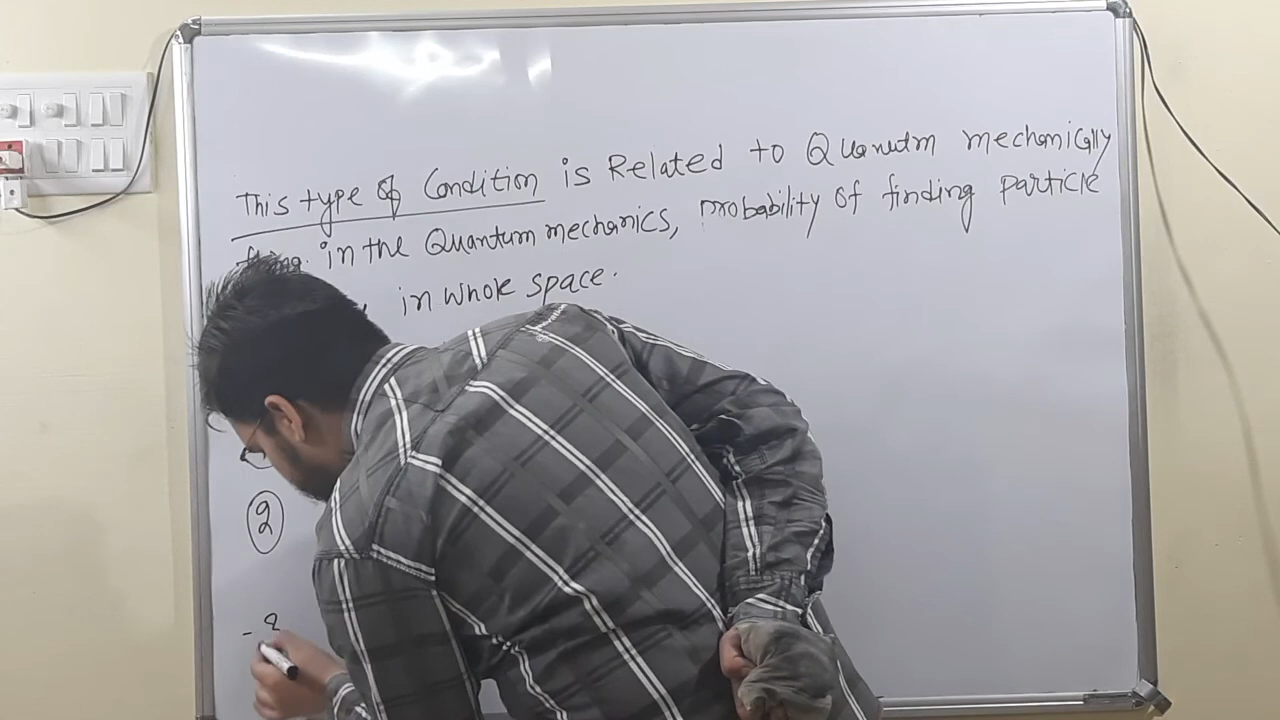 This type of Condition is Related to Quanutm mechanically
in the Quantum mechanics, probability of finding particle
in whole space.
2
-